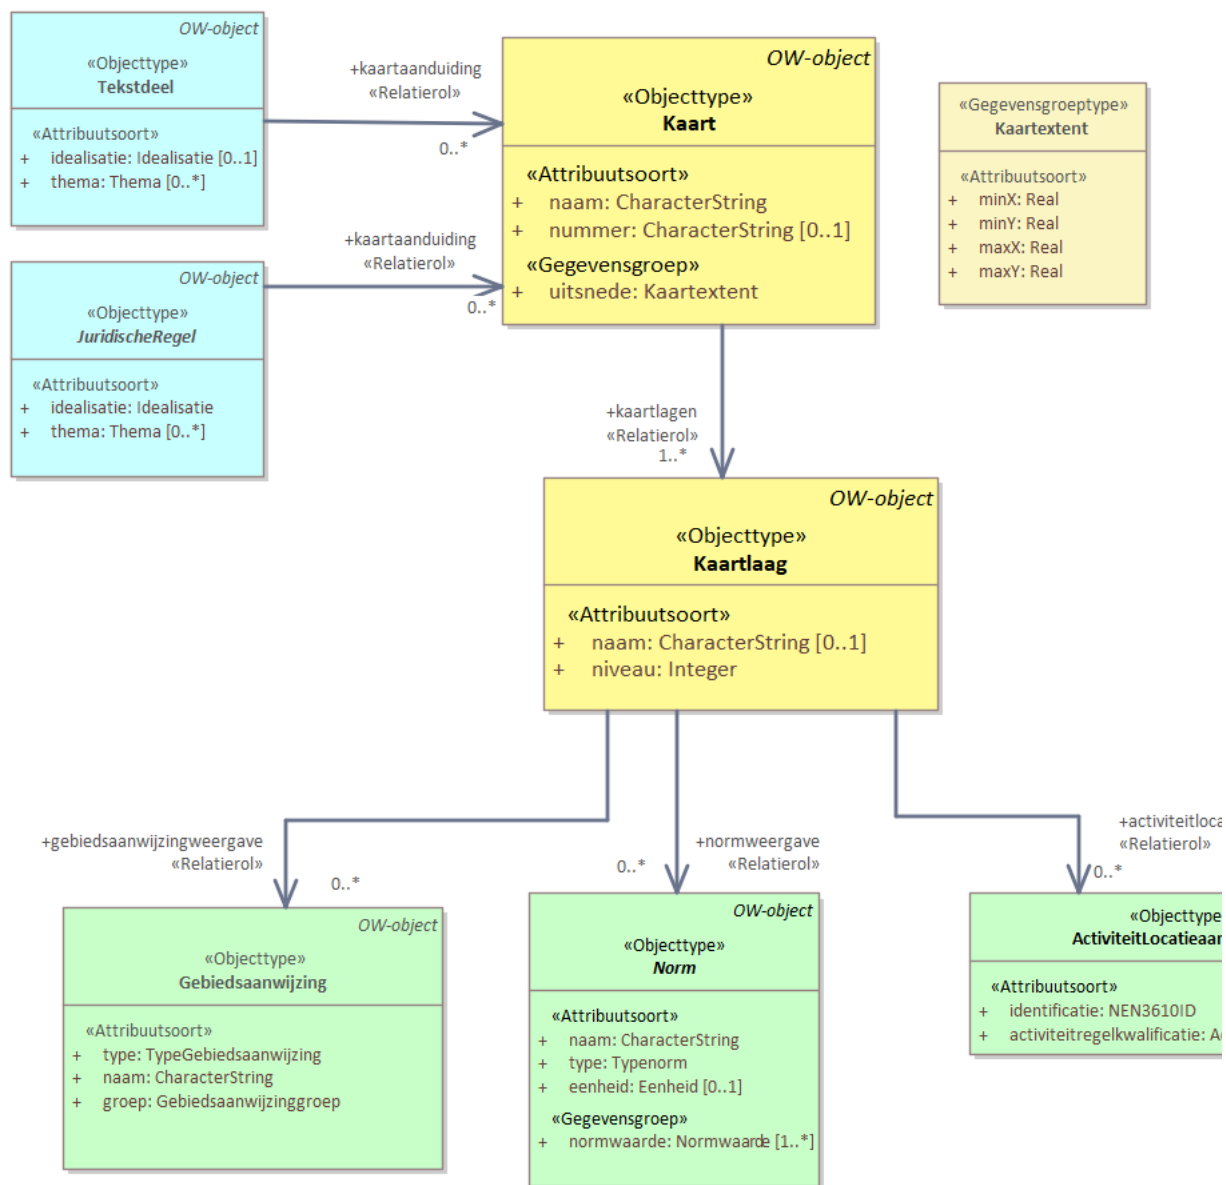 OW-object
«Objecttype»
Tekstdeel
«Attribuutsoort»
+ idealisatie: Idealisatie [0..1]
+ thema: Thema [0..*]
+kaartaanduiding
«Relatierol»
0..*
OW-object
«Objecttype»
Kaart
«Attribuutsoort»
+ naam: CharacterString
+ nummer: CharacterString [0..1]
«Gegevensgroep»
+ uitsnede: Kaartextent
«Gegevensgroeptype»
Kaartextent
«Attribuutsoort»
+ minX: Real
+ minY: Real
+ maxX: Real
+ maxY: Real
OW-object
«Objecttype»
JuridischeRegel
«Attribuutsoort»
+ idealisatie: Idealisatie
+ thema: Thema [0..*]
+kaartaanduiding
«Relatierol»
0..*
+kaartlagen
«Relatierol»
1..*
OW-object
«Objecttype»
Kaartlaag
«Attribuutsoort»
+ naam: CharacterString [0..1]
+ niveau: Integer
+gebiedsaanwijzingweergave
«Relatierol»
0..*
+normweergave
«Relatierol»
0..*
+activiteitloca
«Relatierol»
0..*
OW-object
«Objecttype»
Gebiedsaanwijzing
«Attribuutsoort»
+ type: TypeGebiedsaanwijzing
+ naam: CharacterString
+ groep: Gebiedsaanwijzinggroep
OW-object
«Objecttype»
Norm
«Attribuutsoort»
+ naam: CharacterString
+ type: Typenorm
+ eenheid: Eenheid [0..1]
«Gegevensgroep»
+ normwaarde: Normwaarde [1..*]
«Objecttype
ActiviteitLocatieaan
«Attribuutsoort»
+ identificatie: NEN3610ID
+ activiteitregelkwalificatie: